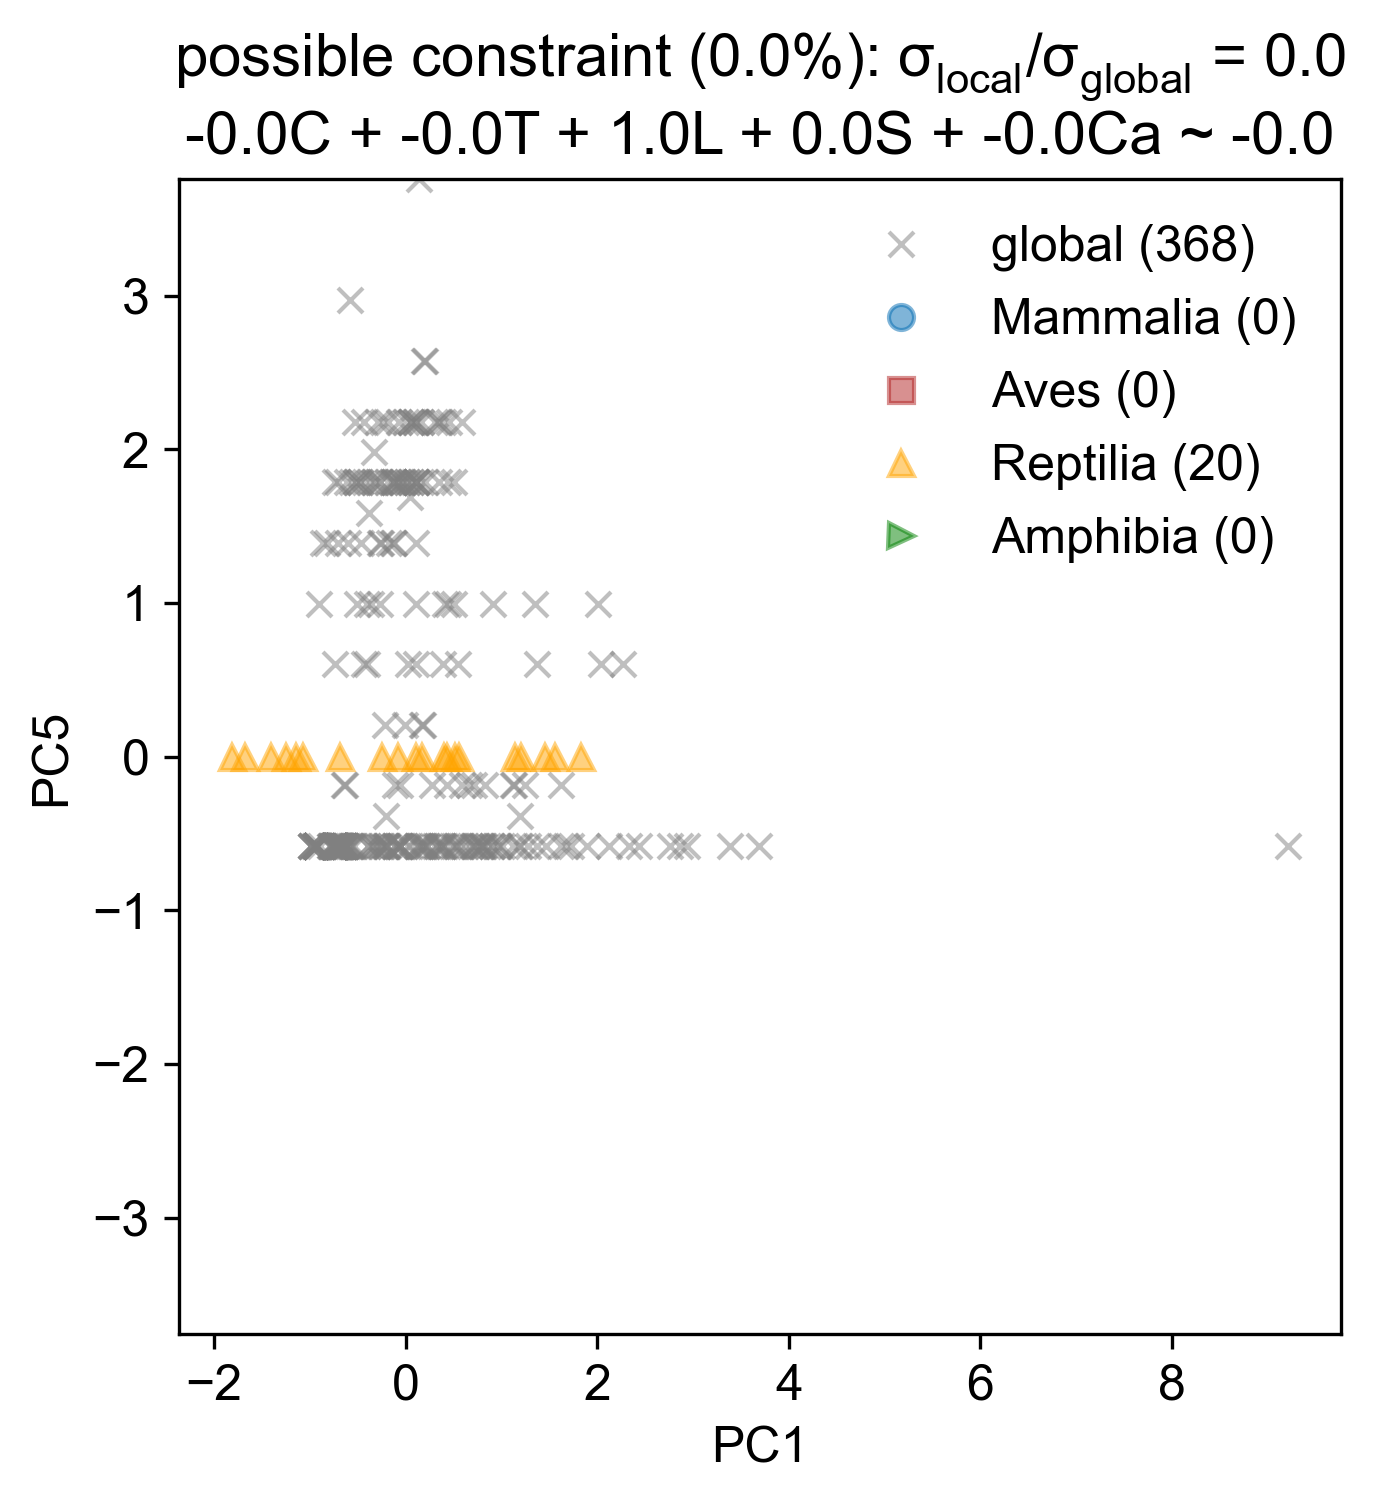 possible constraint (0.0%): σlocal/σglobal = 0.0
-0.0C + -0.0T + 1.0L + 0.0S + -0.0Ca ~ -0.0
global (368)
Mammalia (0)
Aves (0)
Reptilia (20)
Amphibia (0)
3
2
1
0
−1
−2
−3
PC5
−2 0 2 4 6 8
PC1